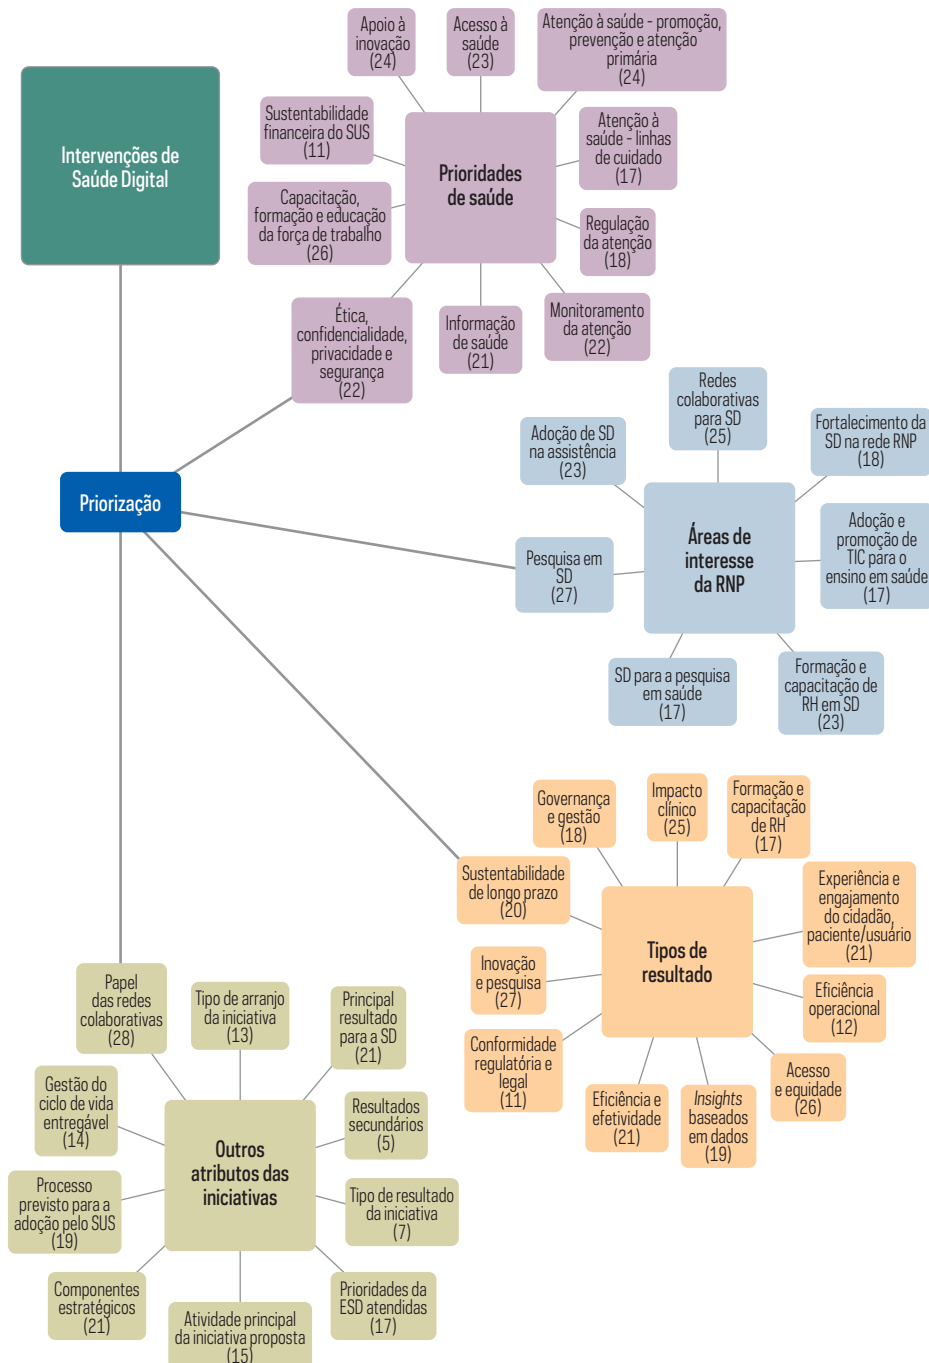 Intervenções de
Saúde Digital
Priorização
Apoio à
inovação
(24)
Acesso à
saúde
(23)
Atenção à saúde - promoção,
prevenção e atenção
primária
(24)
Sustentabilidade
financeira do SUS
(11)
Prioridades
de saúde
Atenção à
saúde - linhas
de cuidado
(17)
Capacitação,
formação e educação
da força de trabalho
(26)
Regulação
da atenção
(18)
Ética,
confidencialidade,
privacidade e
segurança
(22)
Informação
de saúde
(21)
Monitoramento
da atenção
(22)
Redes
colaborativas
para SD
(25)
Adoção de SD
na assistência
(23)
Fortalecimento da
SD na rede RNP
(18)
Áreas de
interesse
da RNP
Pesquisa em
SD
(27)
Adoção e
promoção de
TIC para o
ensino em saúde
(17)
SD para a pesquisa
em saúde
(17)
Formação e
capacitação de
RH em SD
(23)
Governança
e gestão
(18)
Impacto
clínico
(25)
Formação e
capacitação
de RH
(17)
Sustentabilidade
de longo prazo
(20)
Experiência e
engajamento
do cidadão,
paciente/usuário
(21)
Tipos de
resultado
Inovação
e pesquisa
(27)
Eficiência
operacional
(12)
Conformidade
regulatória e
legal
(11)
Eficiência e
efetividade
(21)
Insights
baseados
em dados
(19)
Acesso
e equidade
(26)
Papel
das redes
colaborativas
(28)
Tipo de arranjo
da iniciativa
(13)
Principal
resultado
para a SD
(21)
Gestão do
ciclo de vida
entregável
(14)
Resultados
secundários
(5)
Outros
atributos das
iniciativas
Processo
previsto para a
adoção pelo SUS
(19)
Tipo de resultado
da iniciativa
(7)
Componentes
estratégicos
(21)
Atividade principal
da iniciativa proposta
(15)
Prioridades da
ESD atendidas
(17)